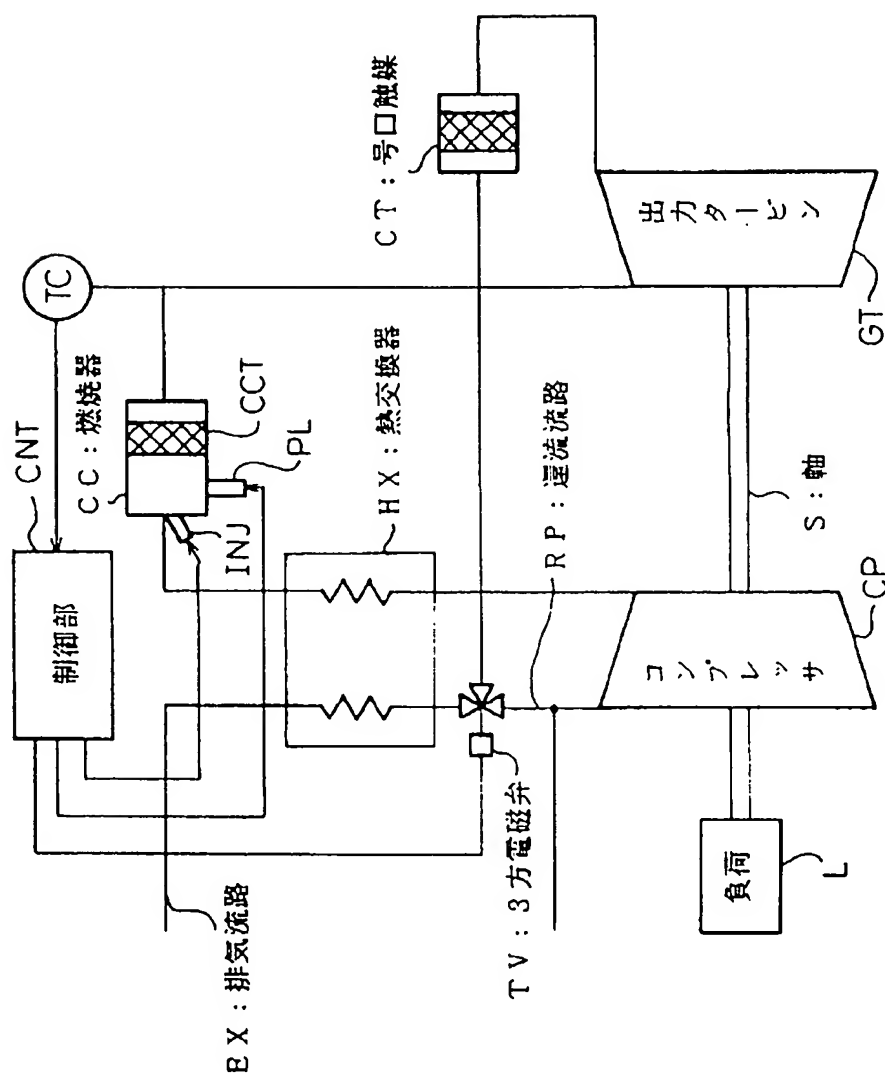 TC
CNT
制御部
CC：燃焼器
CCT
PL
INJ
CT：号口触媒
HX：熱交換器
EX：排気流路
RP：還流流路
TV：3方電磁弁
出力タービン
GT
S：軸
コンプレッサ
CP
負荷
L